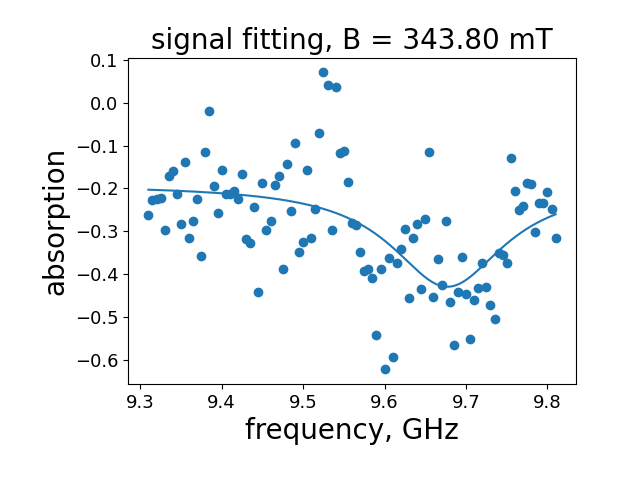 signal fitting, B = 343.80 mT
0.1
0.0
−0.1
−0.2
−0.3
−0.4
−0.5
−0.6
absorption
9.3 9.4 9.5 9.6 9.7 9.8
frequency, GHz